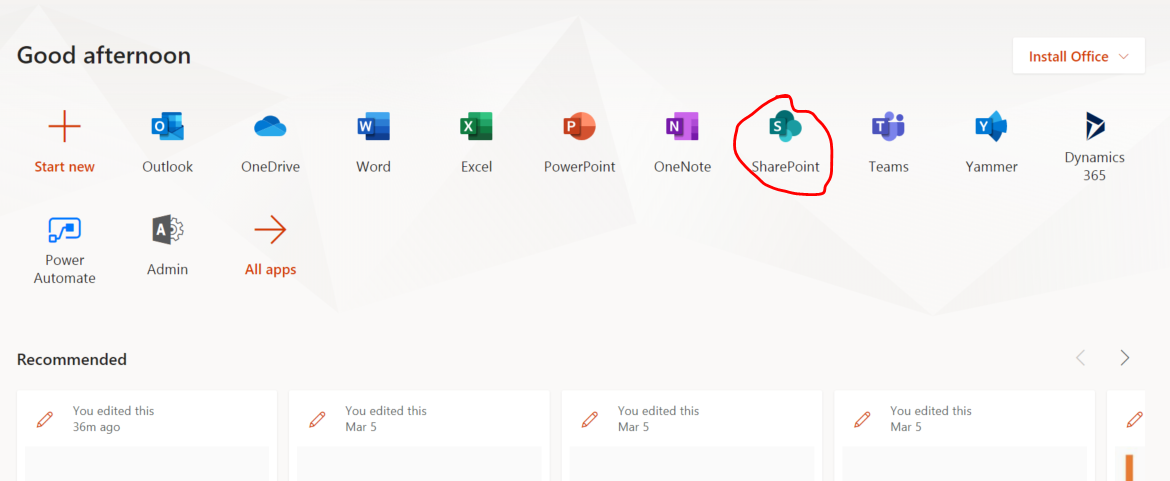 Good afternoon
Install Office
Start new
Outlook
OneDrive
Word
Excel
PowerPoint
OneNote
SharePoint
Teams
Yammer
Dynamics
365
Power
Automate
Admin
All apps
Recommended
You edited this
36m ago
You edited this
Mar 5
You edited this
Mar 5
You edited this
Mar 5